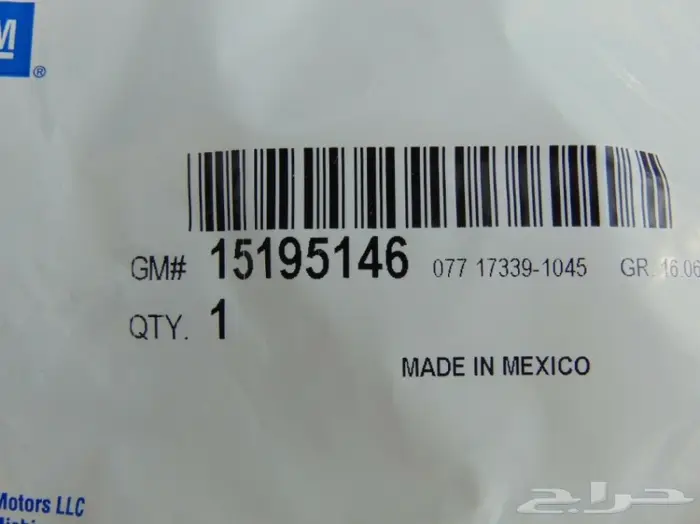 M
®
GM# 15195146 077 17339-1045 GR. 16.06
QTY. 1
MADE IN MEXICO
Motors LLC
حراج